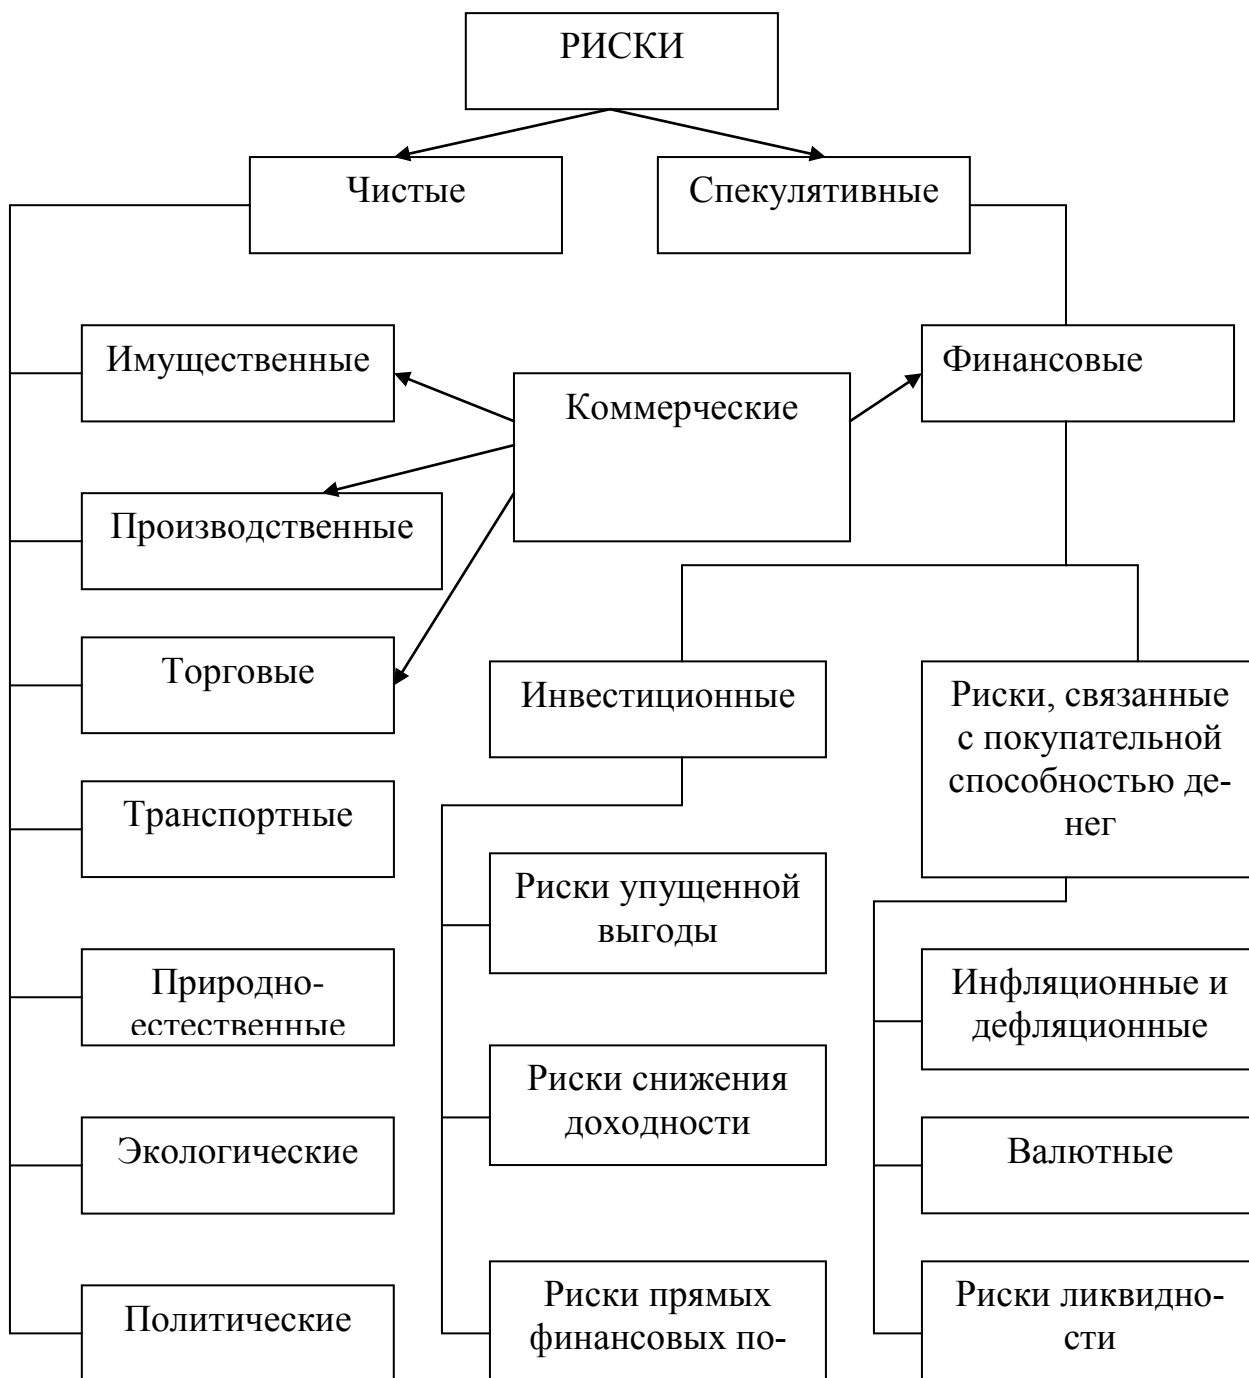 РИСКИ
Чистые
Спекулятивные
Имущественные
Коммерческие
Финансовые
Производственные
Торговые
Инвестиционные
Риски, связанные
с покупательной
способностью де-
нег
Транспортные
Риски упущенной
выгоды
Природно-
естественные
Инфляционные и
дефляционные
Риски снижения
доходности
Экологические
Валютные
Политические
Риски прямых
финансовых по-
Риски ликвидно-
сти